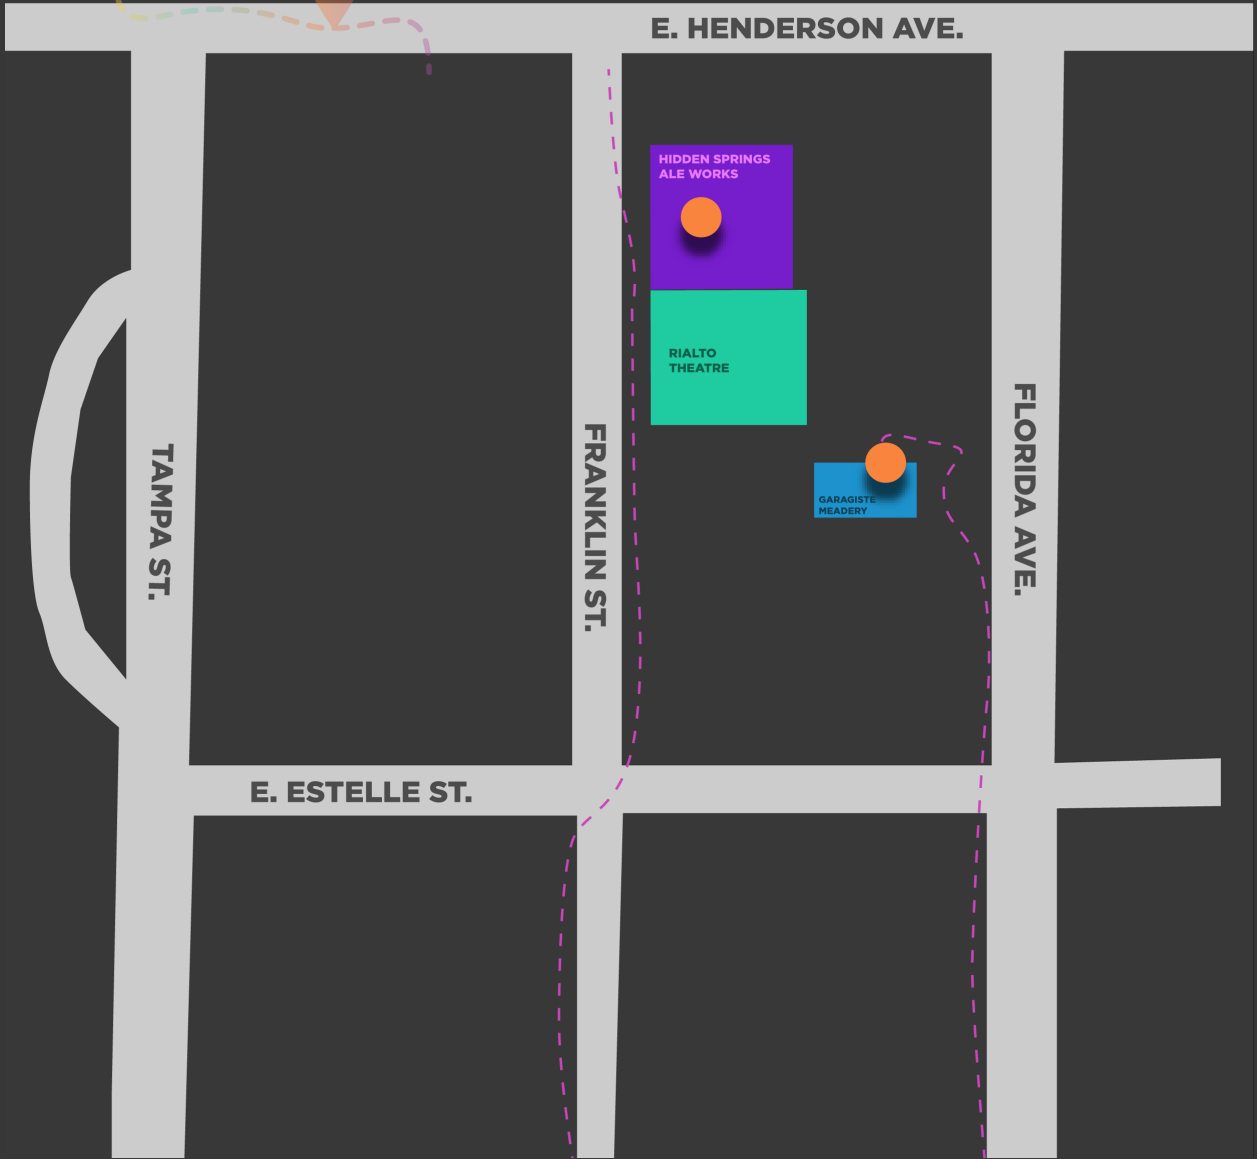 E. HENDERSON AVE.
HIDDEN SPRINGS
ALE WORKS
RIALTO
THEATRE
GARAGISTE
MEADERY
TAMPA ST.
FRANKLIN ST.
FLORIDA AVE.
E. ESTELLE ST.